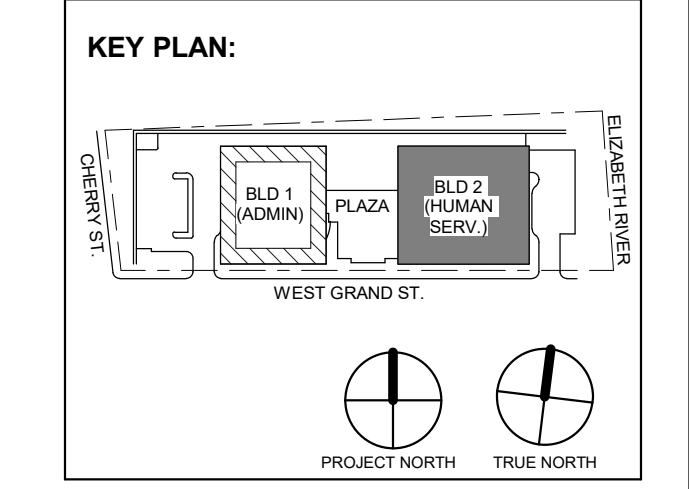 KEY PLAN:
CHERRY ST.
BLD 1
(ADMIN)
PLAZA
BLD 2
(HUMAN
SERV.)
ELIZABETH RIVER
WEST GRAND ST.
PROJECT NORTH
TRUE NORTH